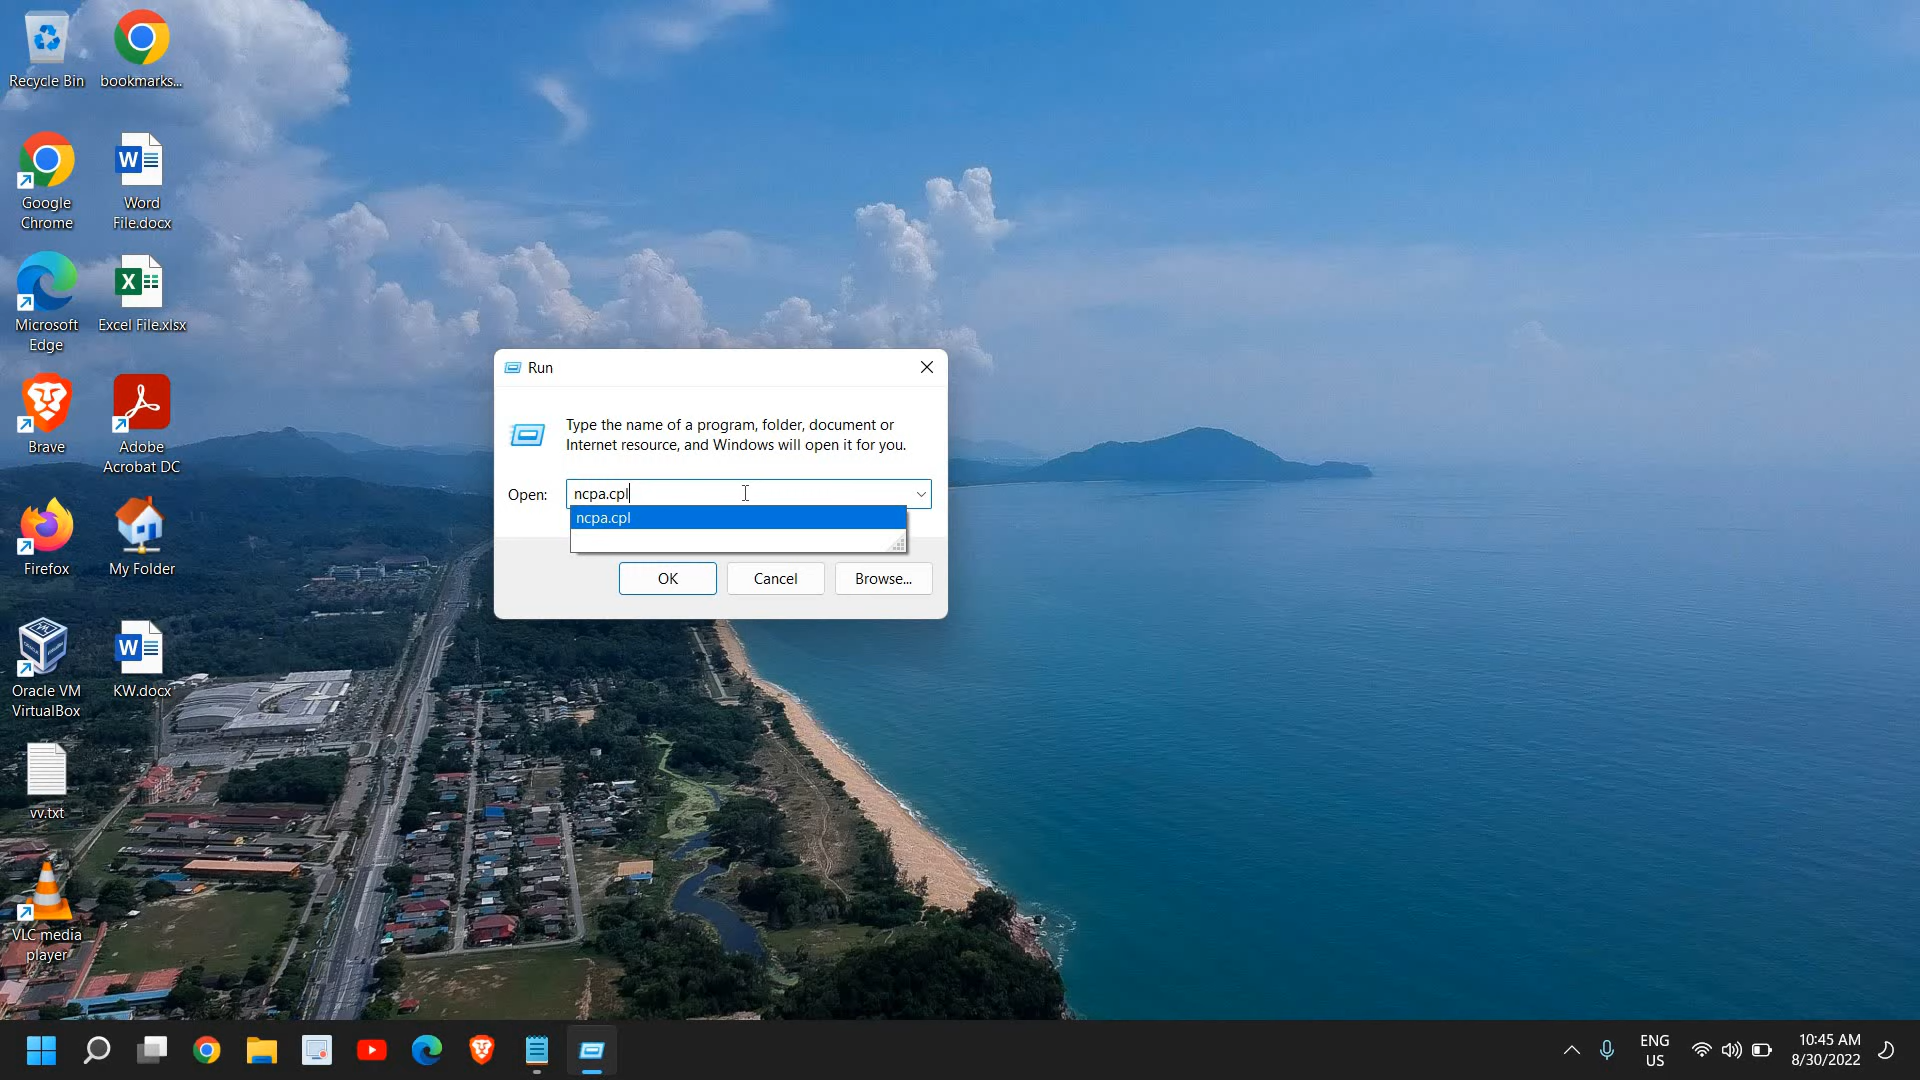 Recycle Bin
bookmarks...
Google
Chrome
Word
File.docx
Microsoft
Edge
Excel File.xlsx
Brave
Adobe
Acrobat DC
Firefox
My Folder
Oracle VM
VirtualBox
KW.docx
vv.txt
VLC media
player
Run
Type the name of a program, folder, document or
Internet resource, and Windows will open it for you.
Open:
ncpa.cpl
ncpa.cpl
OK
Cancel
Browse...
ENG
US
10:45 AM
8/30/2022